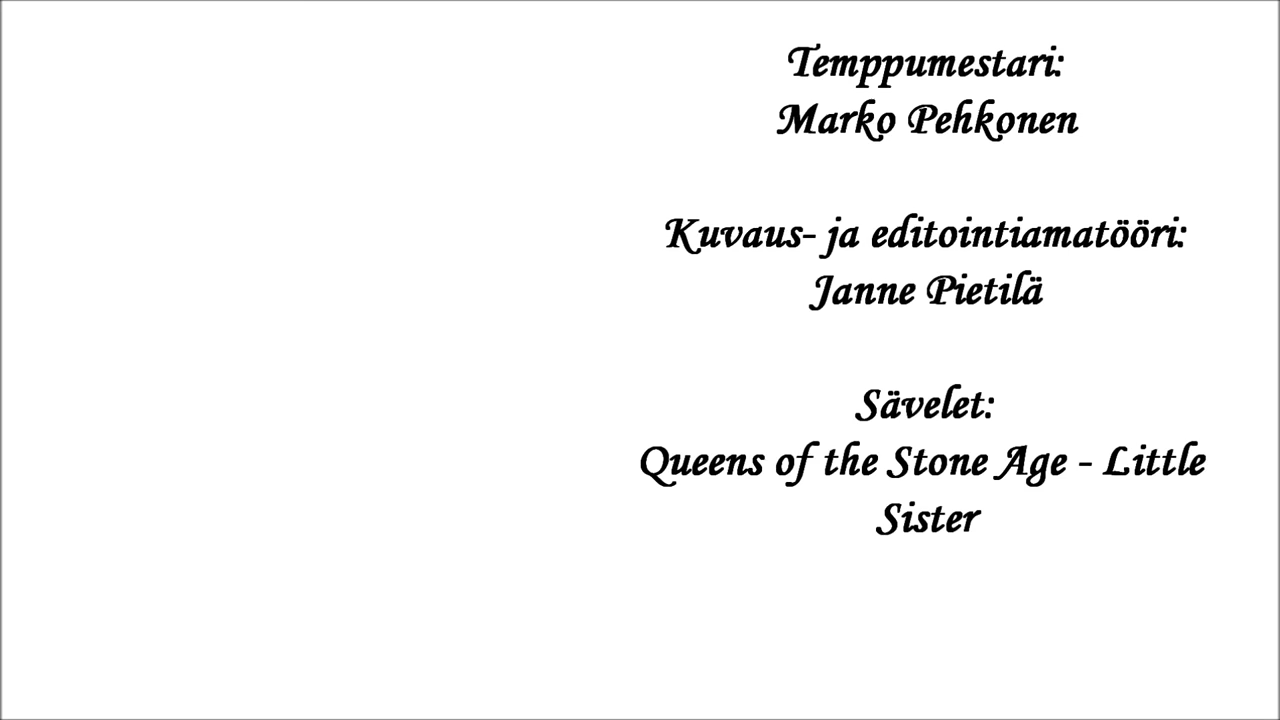 Temppumestari:
Marko Pehkonen
Kuvaus- ja editointiamatööri:
Janne Pietilä
Sävelet:
Queens of the Stone Age - Little
Sister